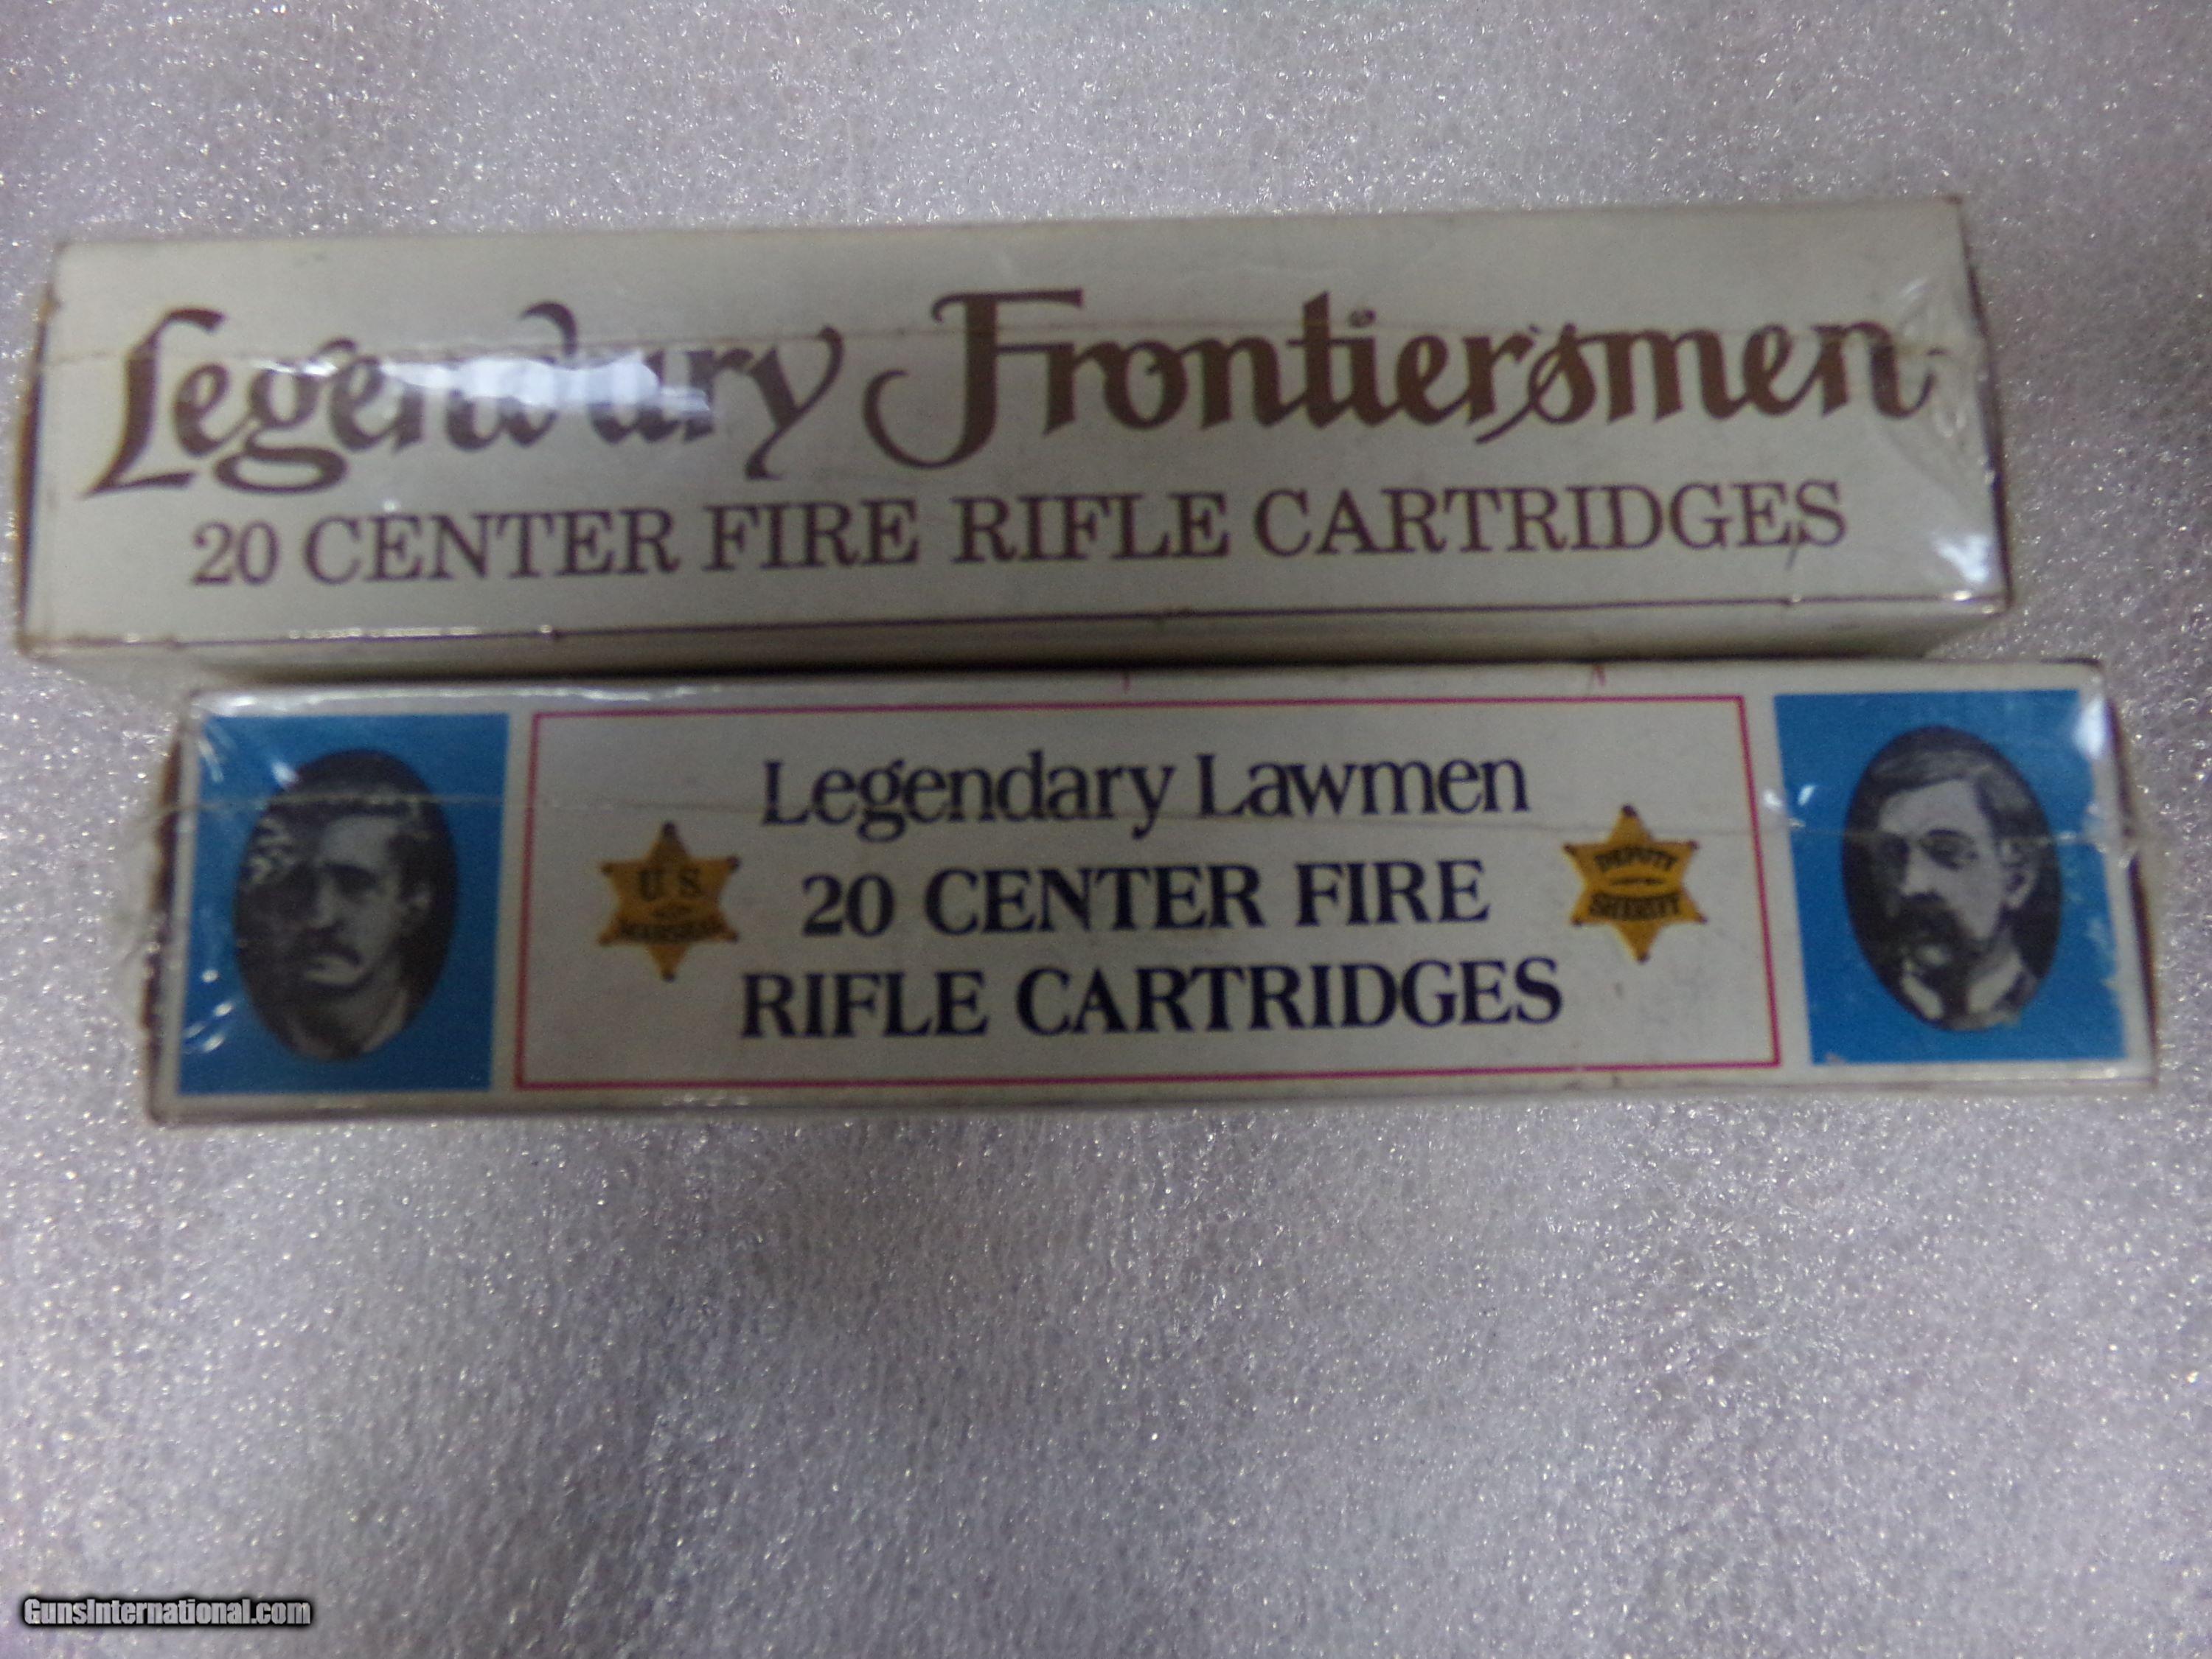 Legendary Frontiersmen
20 CENTER FIRE RIFLE CARTRIDGES
Legendary Lawmen
U.S.
MARSHAL
20 CENTER FIRE
DEPUTY
SHERIFF
RIFLE CARTRIDGES
GunsInternational.com